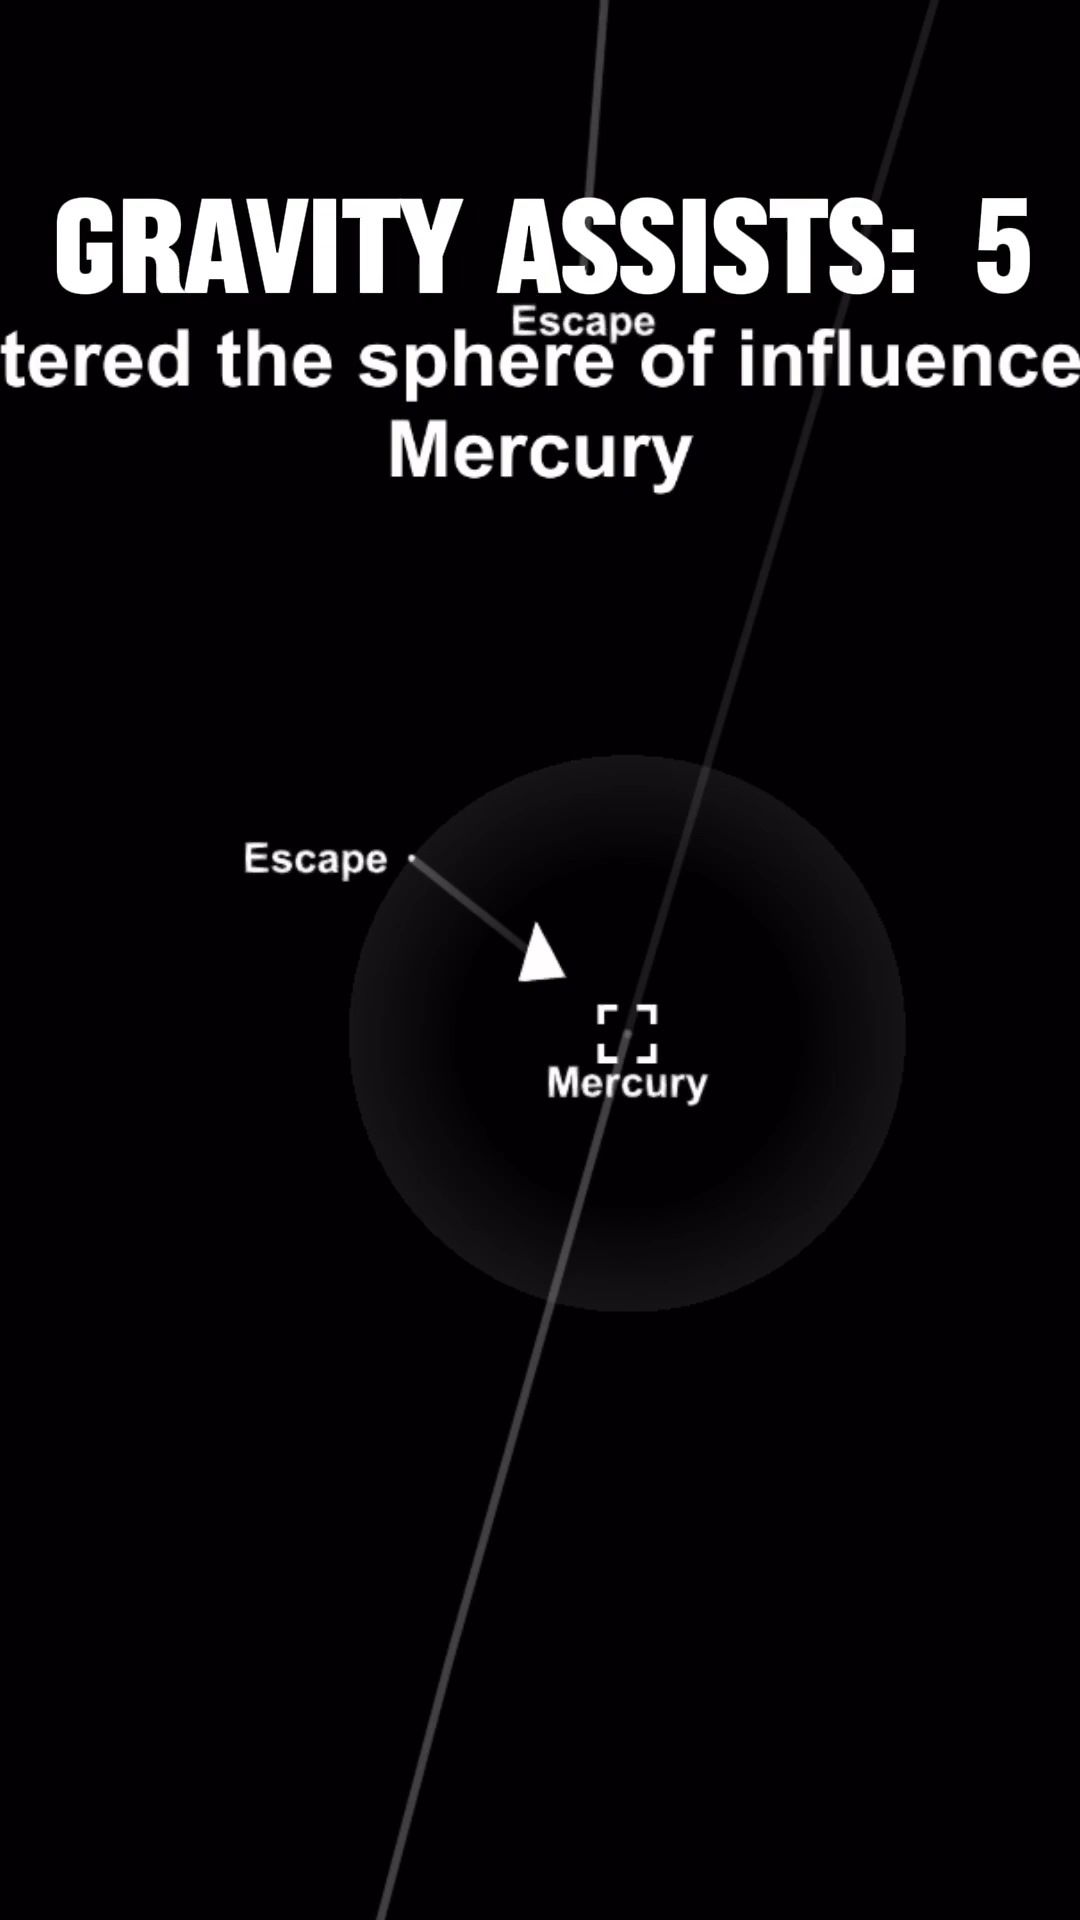 GRAVITY ASSISTS: 5
Escape
tered the sphere of influence
Mercury
Escape
Mercury